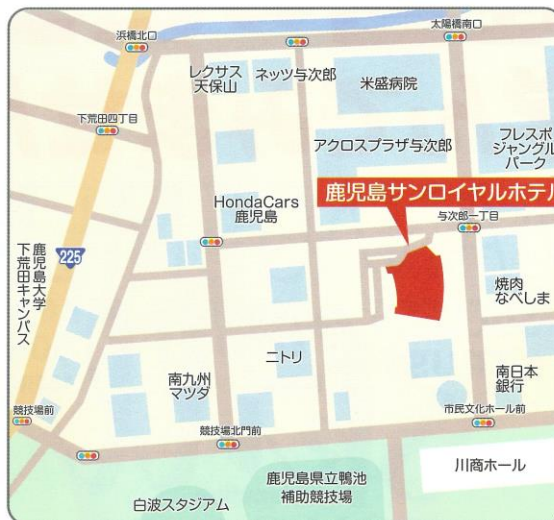 浜橋北口
太陽橋南口
レクサス
天保山
ネッツ与次郎
米盛病院
下荒田四丁目
アクロスプラザ与次郎
フレスポ
ジャングル
パーク
鹿児島サンロイヤルホテル
HondaCars
鹿児島
与次郎一丁目
鹿児島大学
下荒田キャンパス
225
焼肉
なべしま
ニトリ
南九州
マツダ
南日本
銀行
競技場前
市民文化ホール前
競技場北門前
川商ホール
鹿児島県立鴨池
補助競技場
白波スタジアム